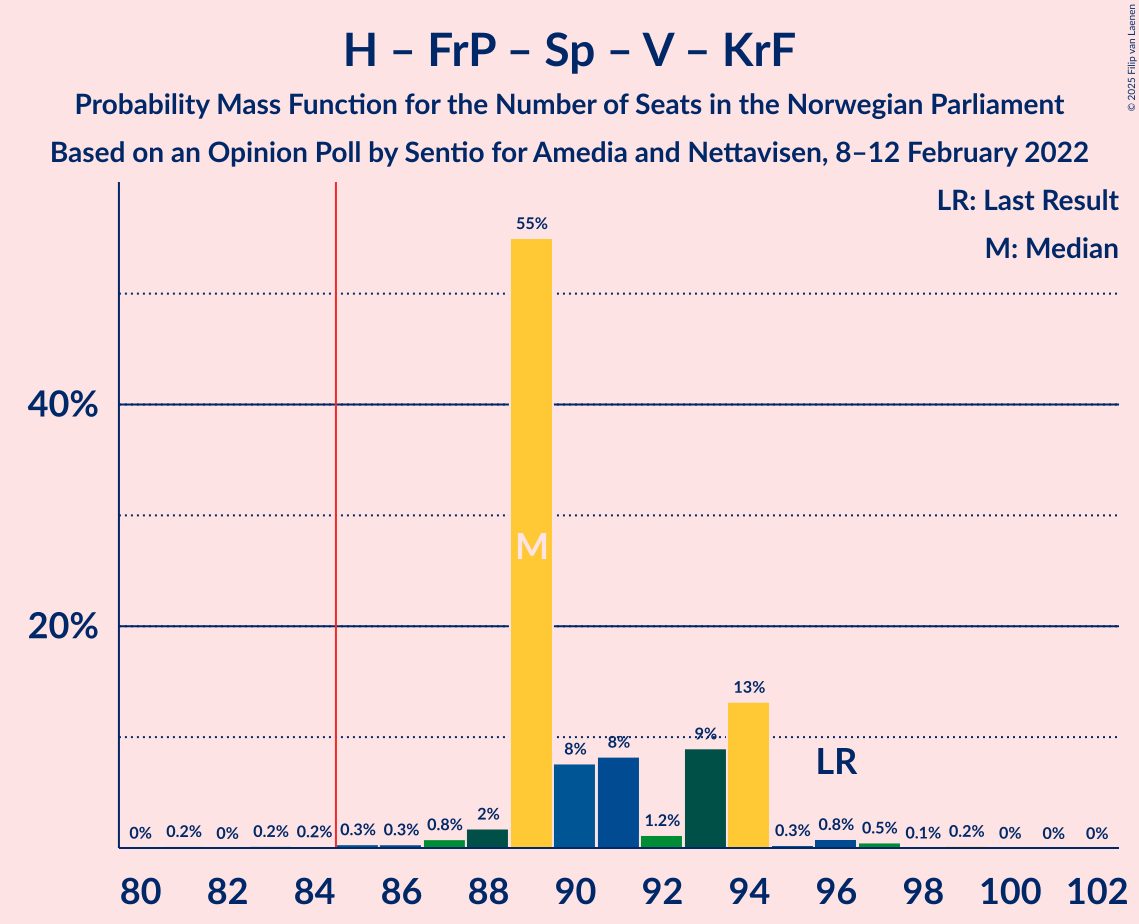 H – FrP – Sp – V – KrF
Probability Mass Function for the Number of Seats in the Norwegian Parliament
Based on an Opinion Poll by Sentio for Amedia and Nettavisen, 8–12 February 2022
© 2025 Filip van Laenen
LR: Last Result
M: Median
55%
40%
M
20%
13%
9%
8% 8%
LR
0% 0.2% 0% 0.2% 0.2% 0.3% 0.3% 0.8% 2% 1.2% 0.3% 0.8% 0.5% 0.1% 0.2% 0% 0% 0%
80 82 84 86 88 90 92 94 96 98 100 102